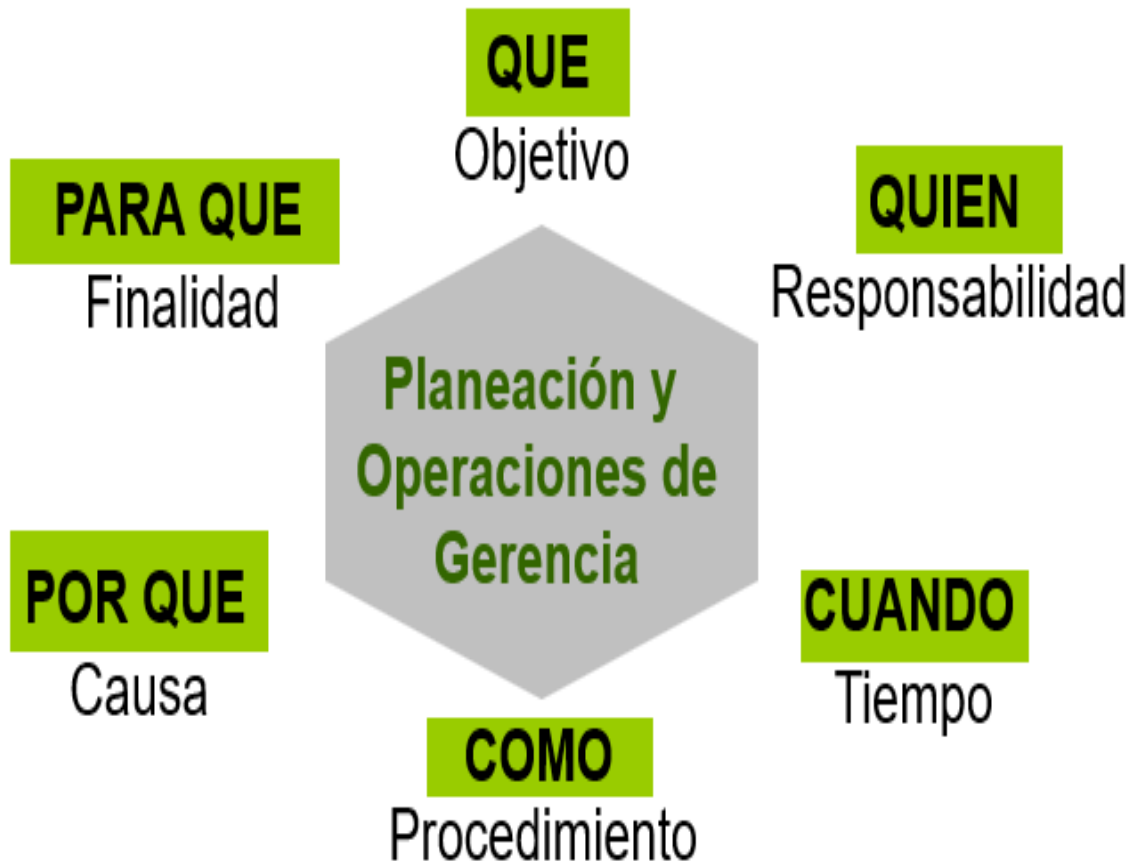 QUE
Objetivo
PARA QUE
Finalidad
QUIEN
Responsabilidad
Planeación y
Operaciones de
Gerencia
POR QUE
Causa
CUANDO
Tiempo
COMO
Procedimiento